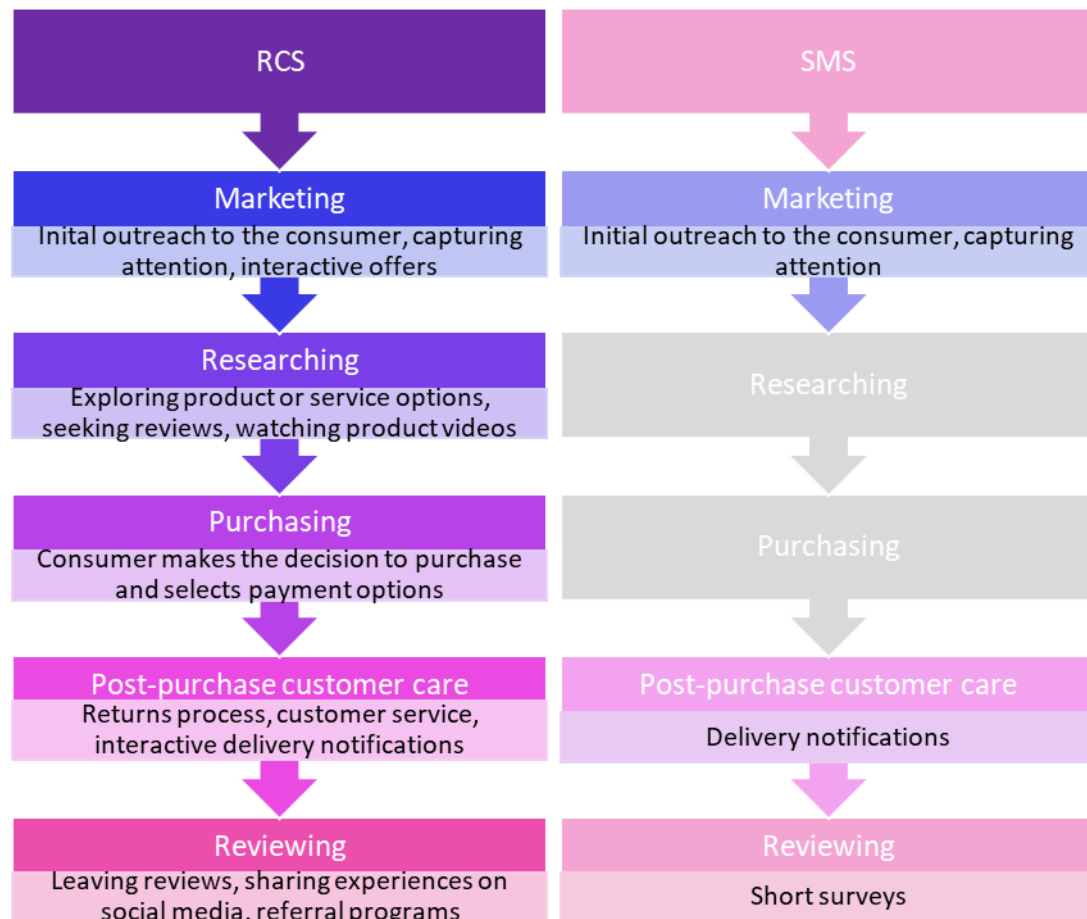 RCS
Marketing
Inital outreach to the consumer, capturing
attention, interactive offers
Researching
Exploring product or service options,
seeking reviews, watching product videos
Purchasing
Consumer makes the decision to purchase
and selects payment options
Post-purchase customer care
Returns process, customer service,
interactive delivery notifications
Reviewing
Leaving reviews, sharing experiences on
social media, referral programs
SMS
Marketing
Initial outreach to the consumer, capturing
attention
Researching
Purchasing
Post-purchase customer care
Delivery notifications
Reviewing
Short surveys